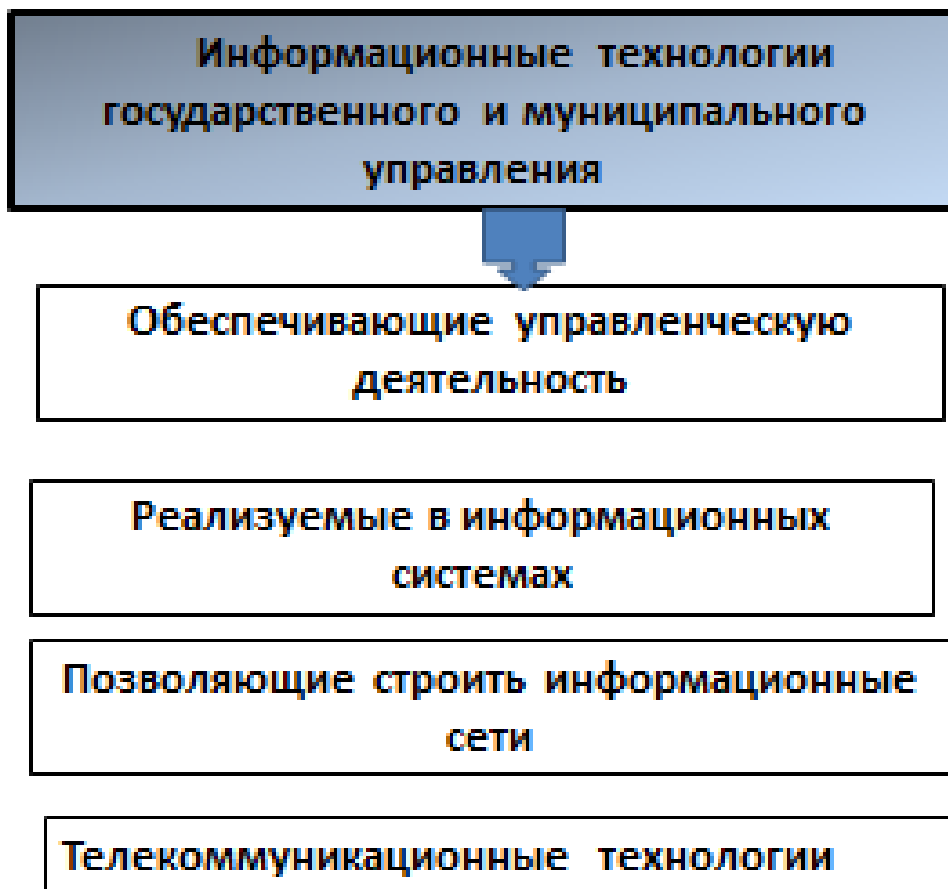 Информационные технологии
государственного и муниципального
управления
Обеспечивающие управленческую
деятельность
Реализуемые в информационных
системах
Позволяющие строить информационные
сети
Телекоммуникационные технологии